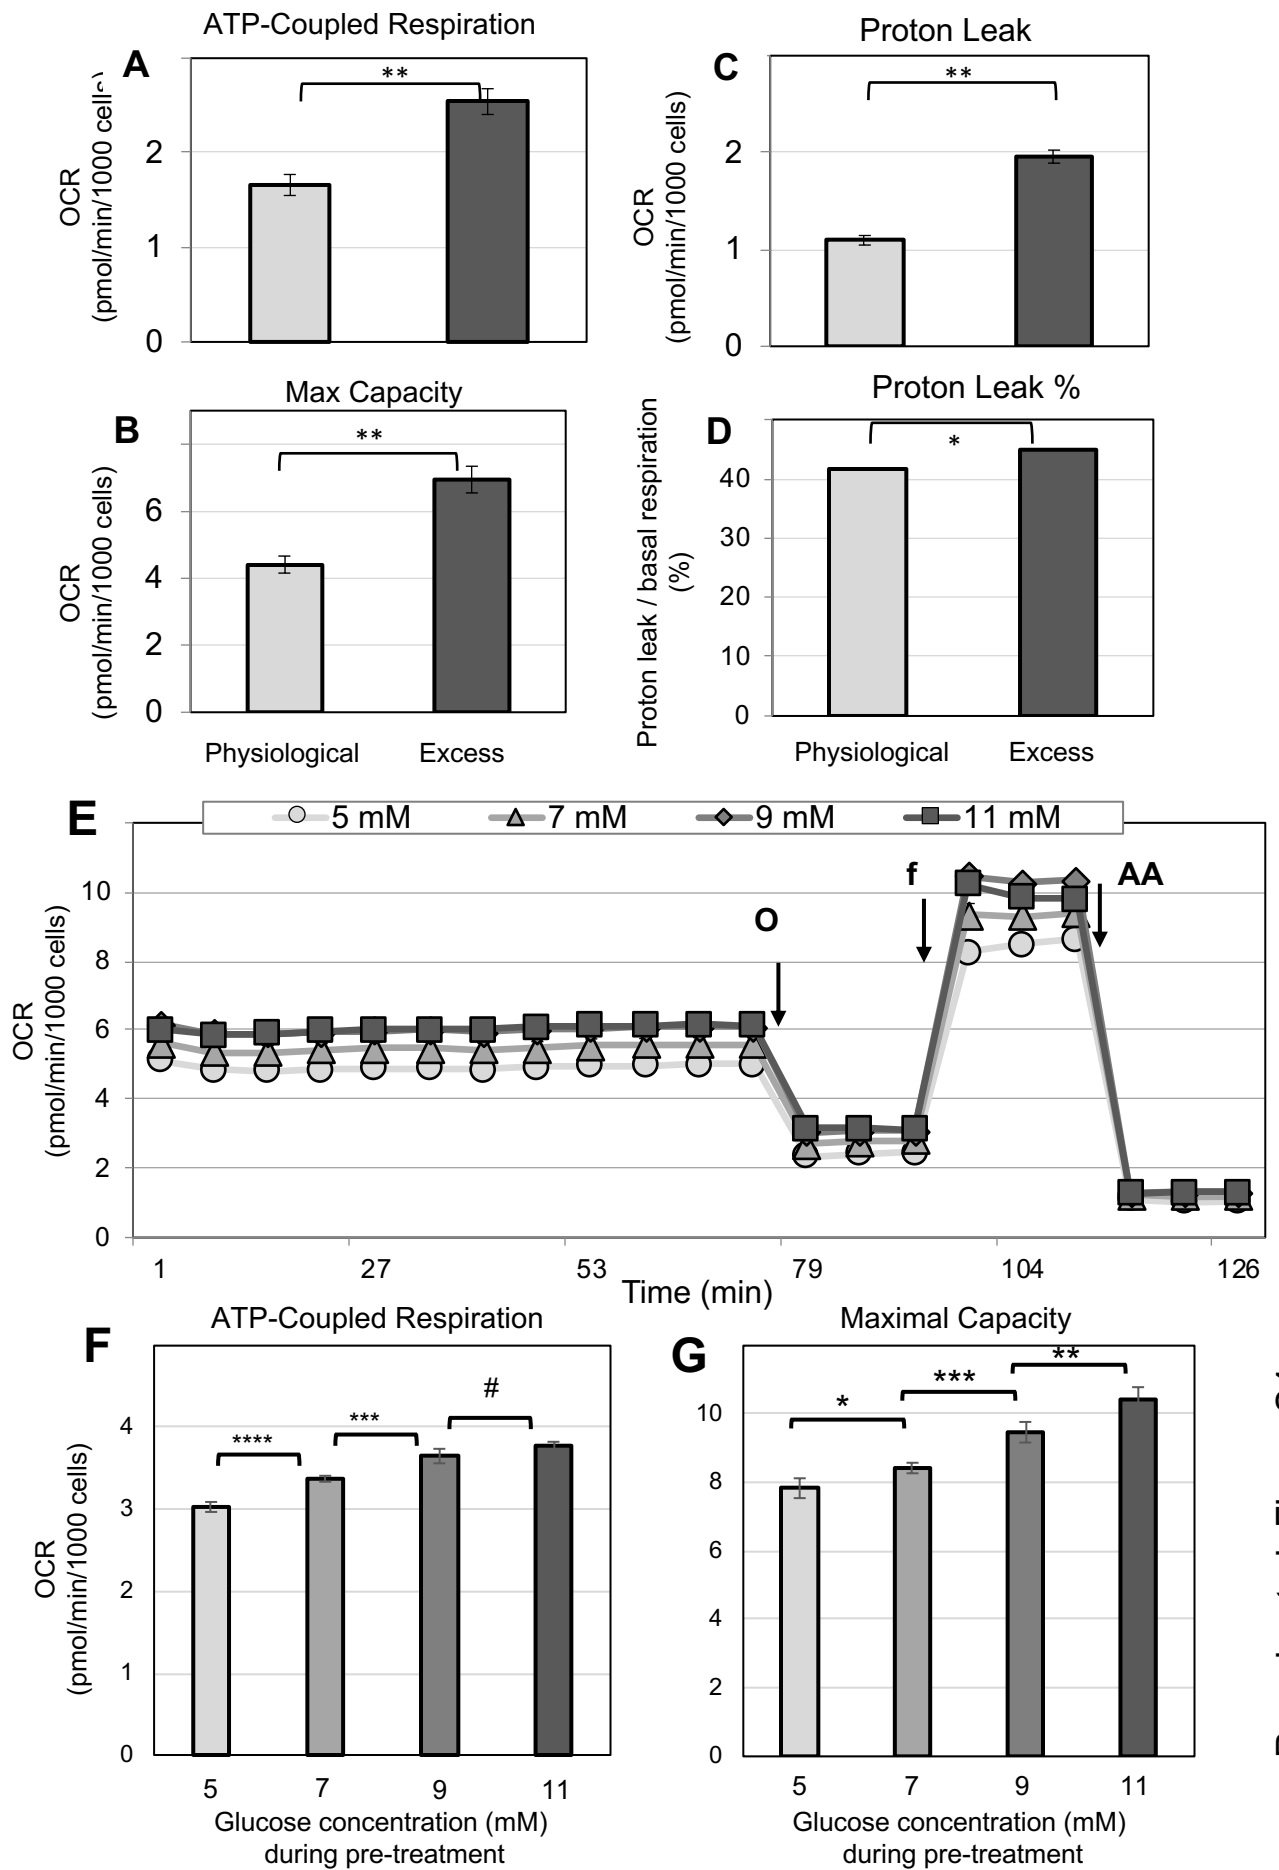 ATP-Coupled Respiration
A
**
OCR
(pmol/min/1000 cells)
2
1
0
Proton Leak
C
**
OCR
(pmol/min/1000 cells)
2
1
0
Max Capacity
B
**
OCR
(pmol/min/1000 cells)
6
4
2
0
Physiological Excess
Proton Leak %
D
*
Proton leak / basal respiration
(%)
40
30
20
10
0
Physiological Excess
E
5 mM 7 mM 9 mM 11 mM
OCR
(pmol/min/1000 cells)
10
8
6
4
2
0
O
f
AA
1 27 53 79 104 126
Time (min)
ATP-Coupled Respiration
F
**** *** #
OCR
(pmol/min/1000 cells)
4
3
2
1
0
5 7 9 11
Glucose concentration (mM)
during pre-treatment
Maximal Capacity
G
* *** **
10
8
6
4
2
0
5 7 9 11
Glucose concentration (mM)
during pre-treatment